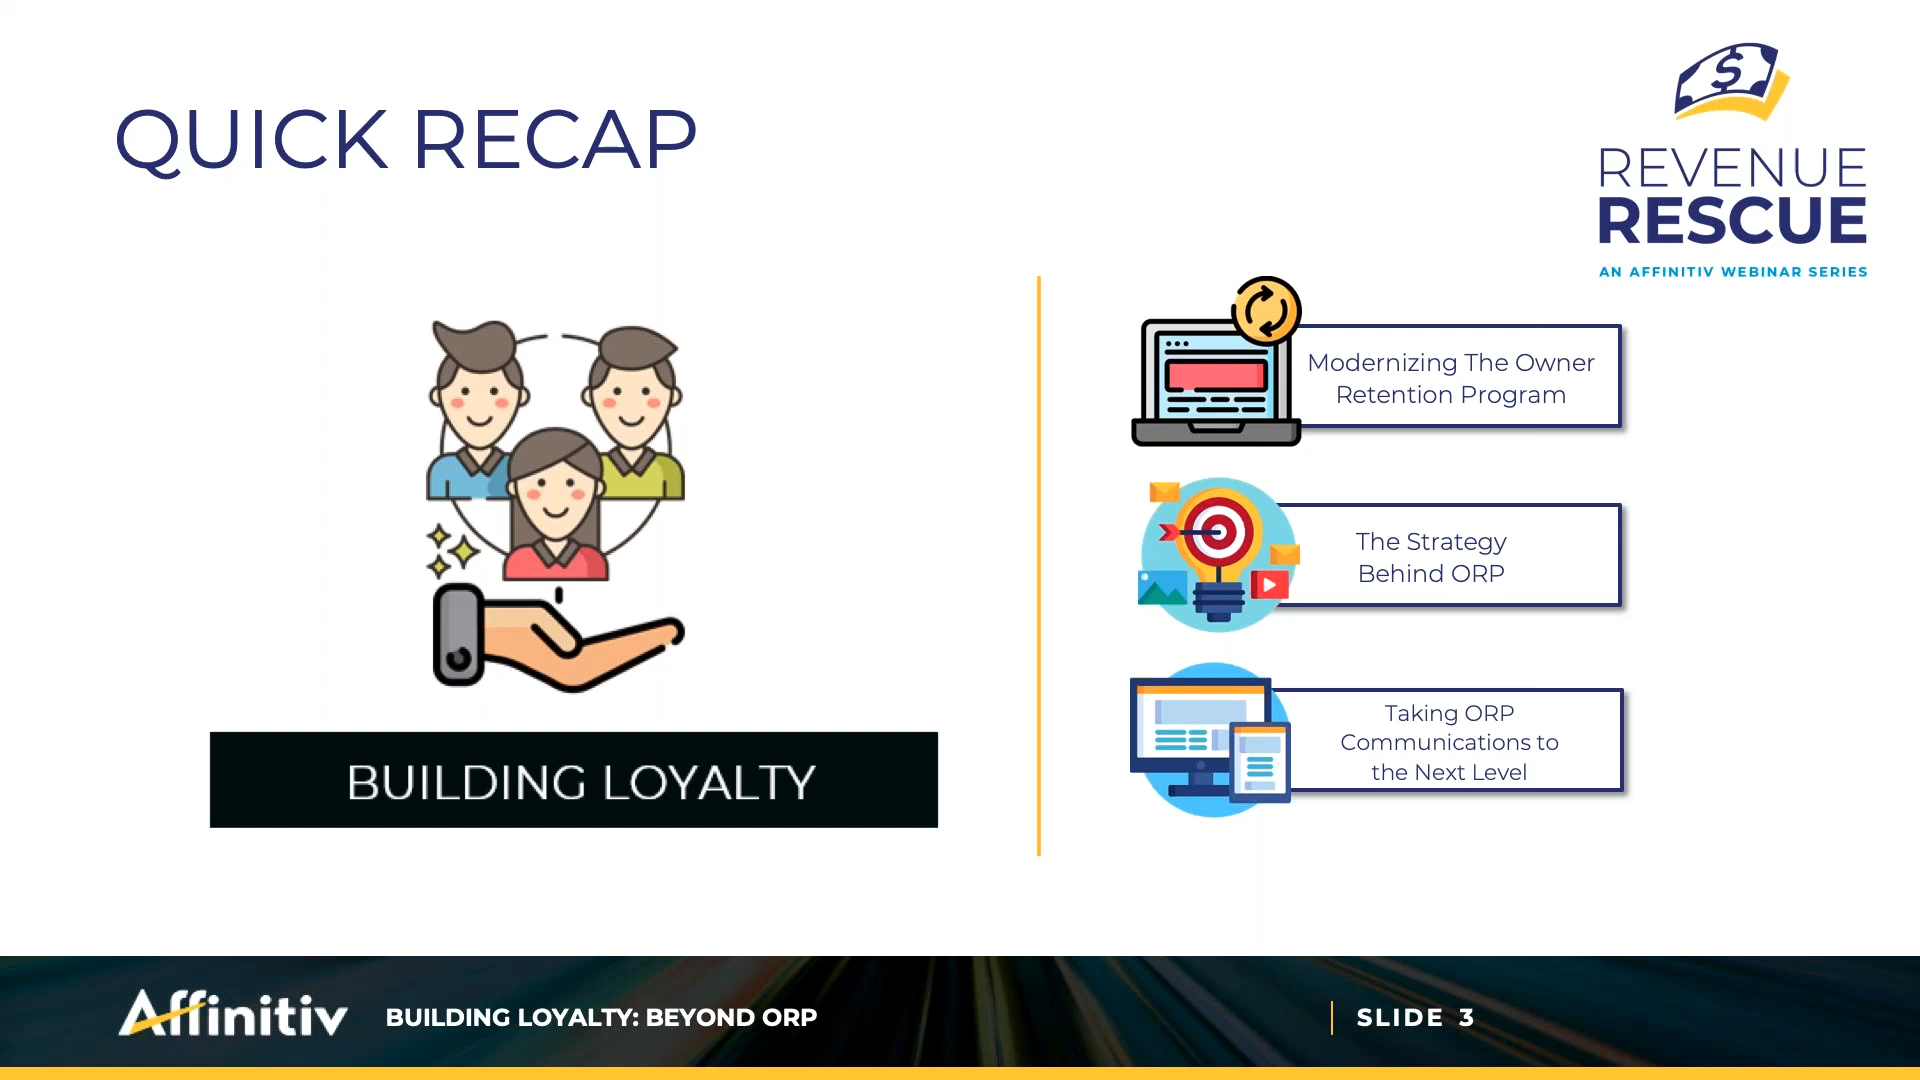 QUICK RECAP
REVENUE
RESCUE
AN AFFINITIV WEBINAR SERIES
BUILDING LOYALTY
Modernizing The Owner
Retention Program
The Strategy
Behind ORP
Taking ORP
Communications to
the Next Level
Affinitiv
BUILDING LOYALTY: BEYOND ORP
SLIDE 3